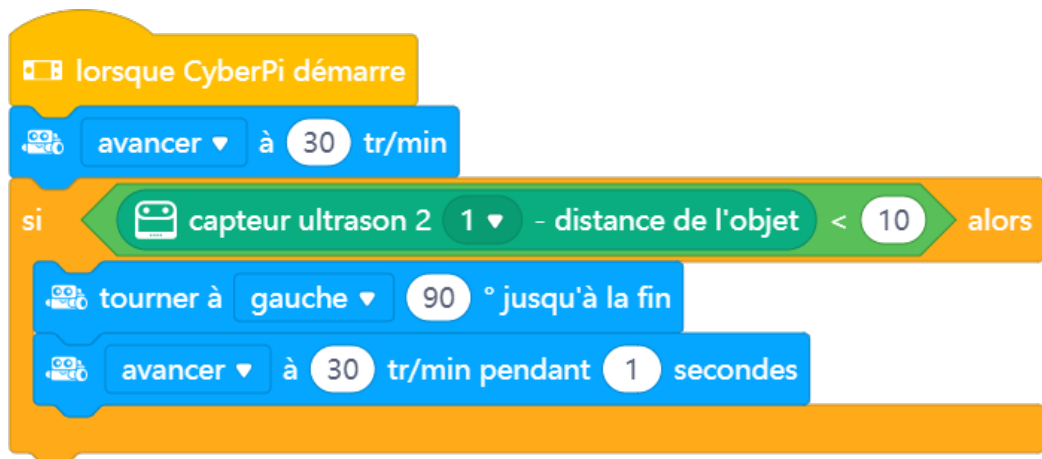 lorsque CyberPi démarre
avancer à 30 tr/min
si capteur ultrason 2 1 - distance de l'objet < 10 alors
tourner à gauche 90 ° jusqu'à la fin
avancer à 30 tr/min pendant 1 secondes